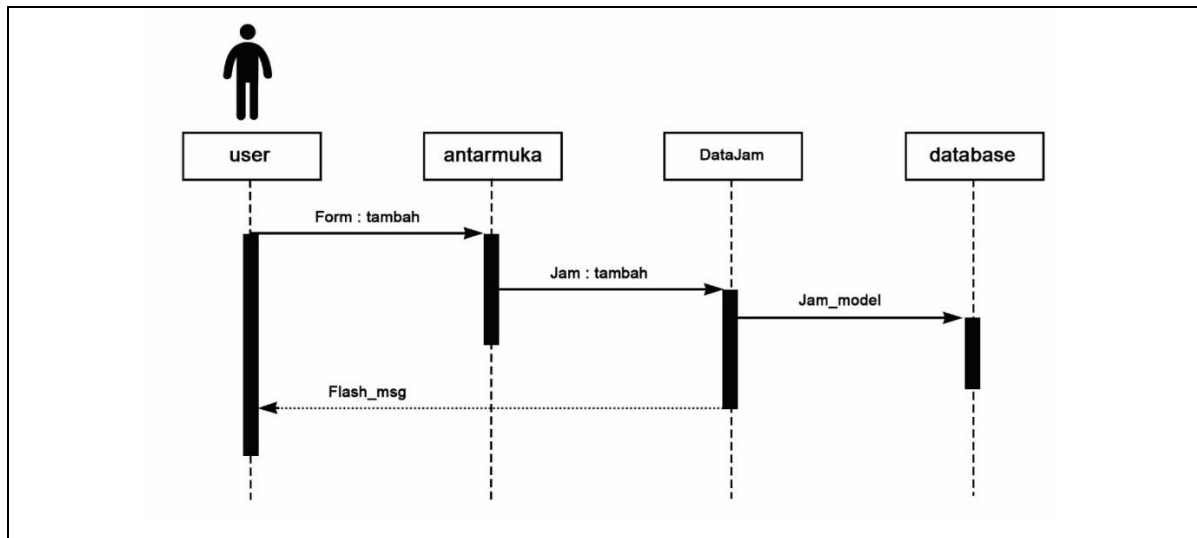 user
antarmuka
DataJam
database
Form : tambah
Jam : tambah
Jam_model
Flash_msg